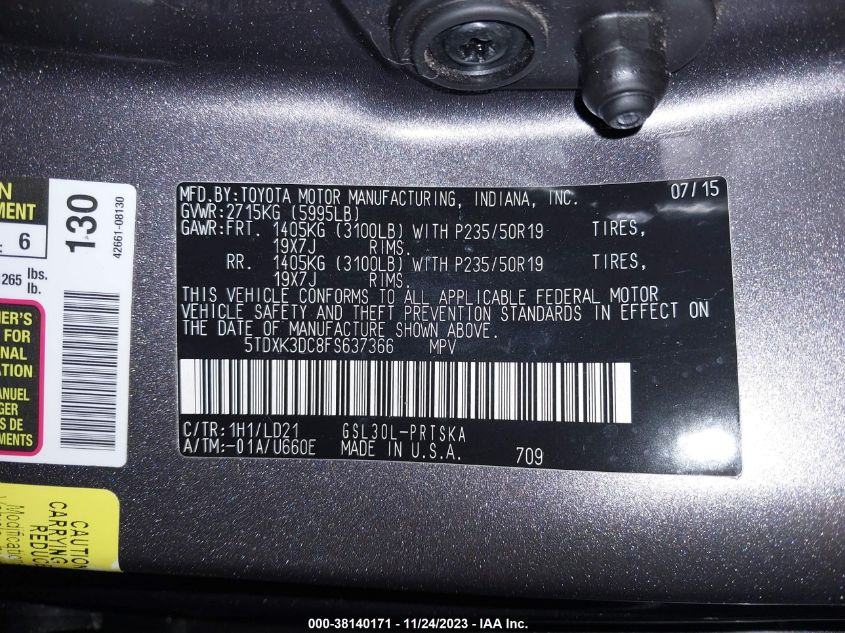 MFD.BY:TOYOTA MOTOR MANUFACTURING, INDIANA, INC. 07/15
GVWR:2715KG (5995LB)
GAWR:FRT. 1405KG (3100LB) WITH P235/50R19 TIRES,
19X7J RIMS.
RR. 1405KG (3100LB) WITH P235/50R19 TIRES,
19X7J RIMS.
THIS VEHICLE CONFORMS TO ALL APPLICABLE FEDERAL MOTOR
VEHICLE SAFETY AND THEFT PREVENTION STANDARDS IN EFFECT ON
THE DATE OF MANUFACTURE SHOWN ABOVE.
5TDXK3DC8FS637366 MPV
C/TR:1H1/LD21 GSL30L-PRTSKA
A/TM:-01A/U660E MADE IN U.S.A. 709
6
1265 lbs.
lb.
130
42661-08130
FOR
CAUTION
CARRYING
000-38140171 - 11/24/2023 - IAA Inc.